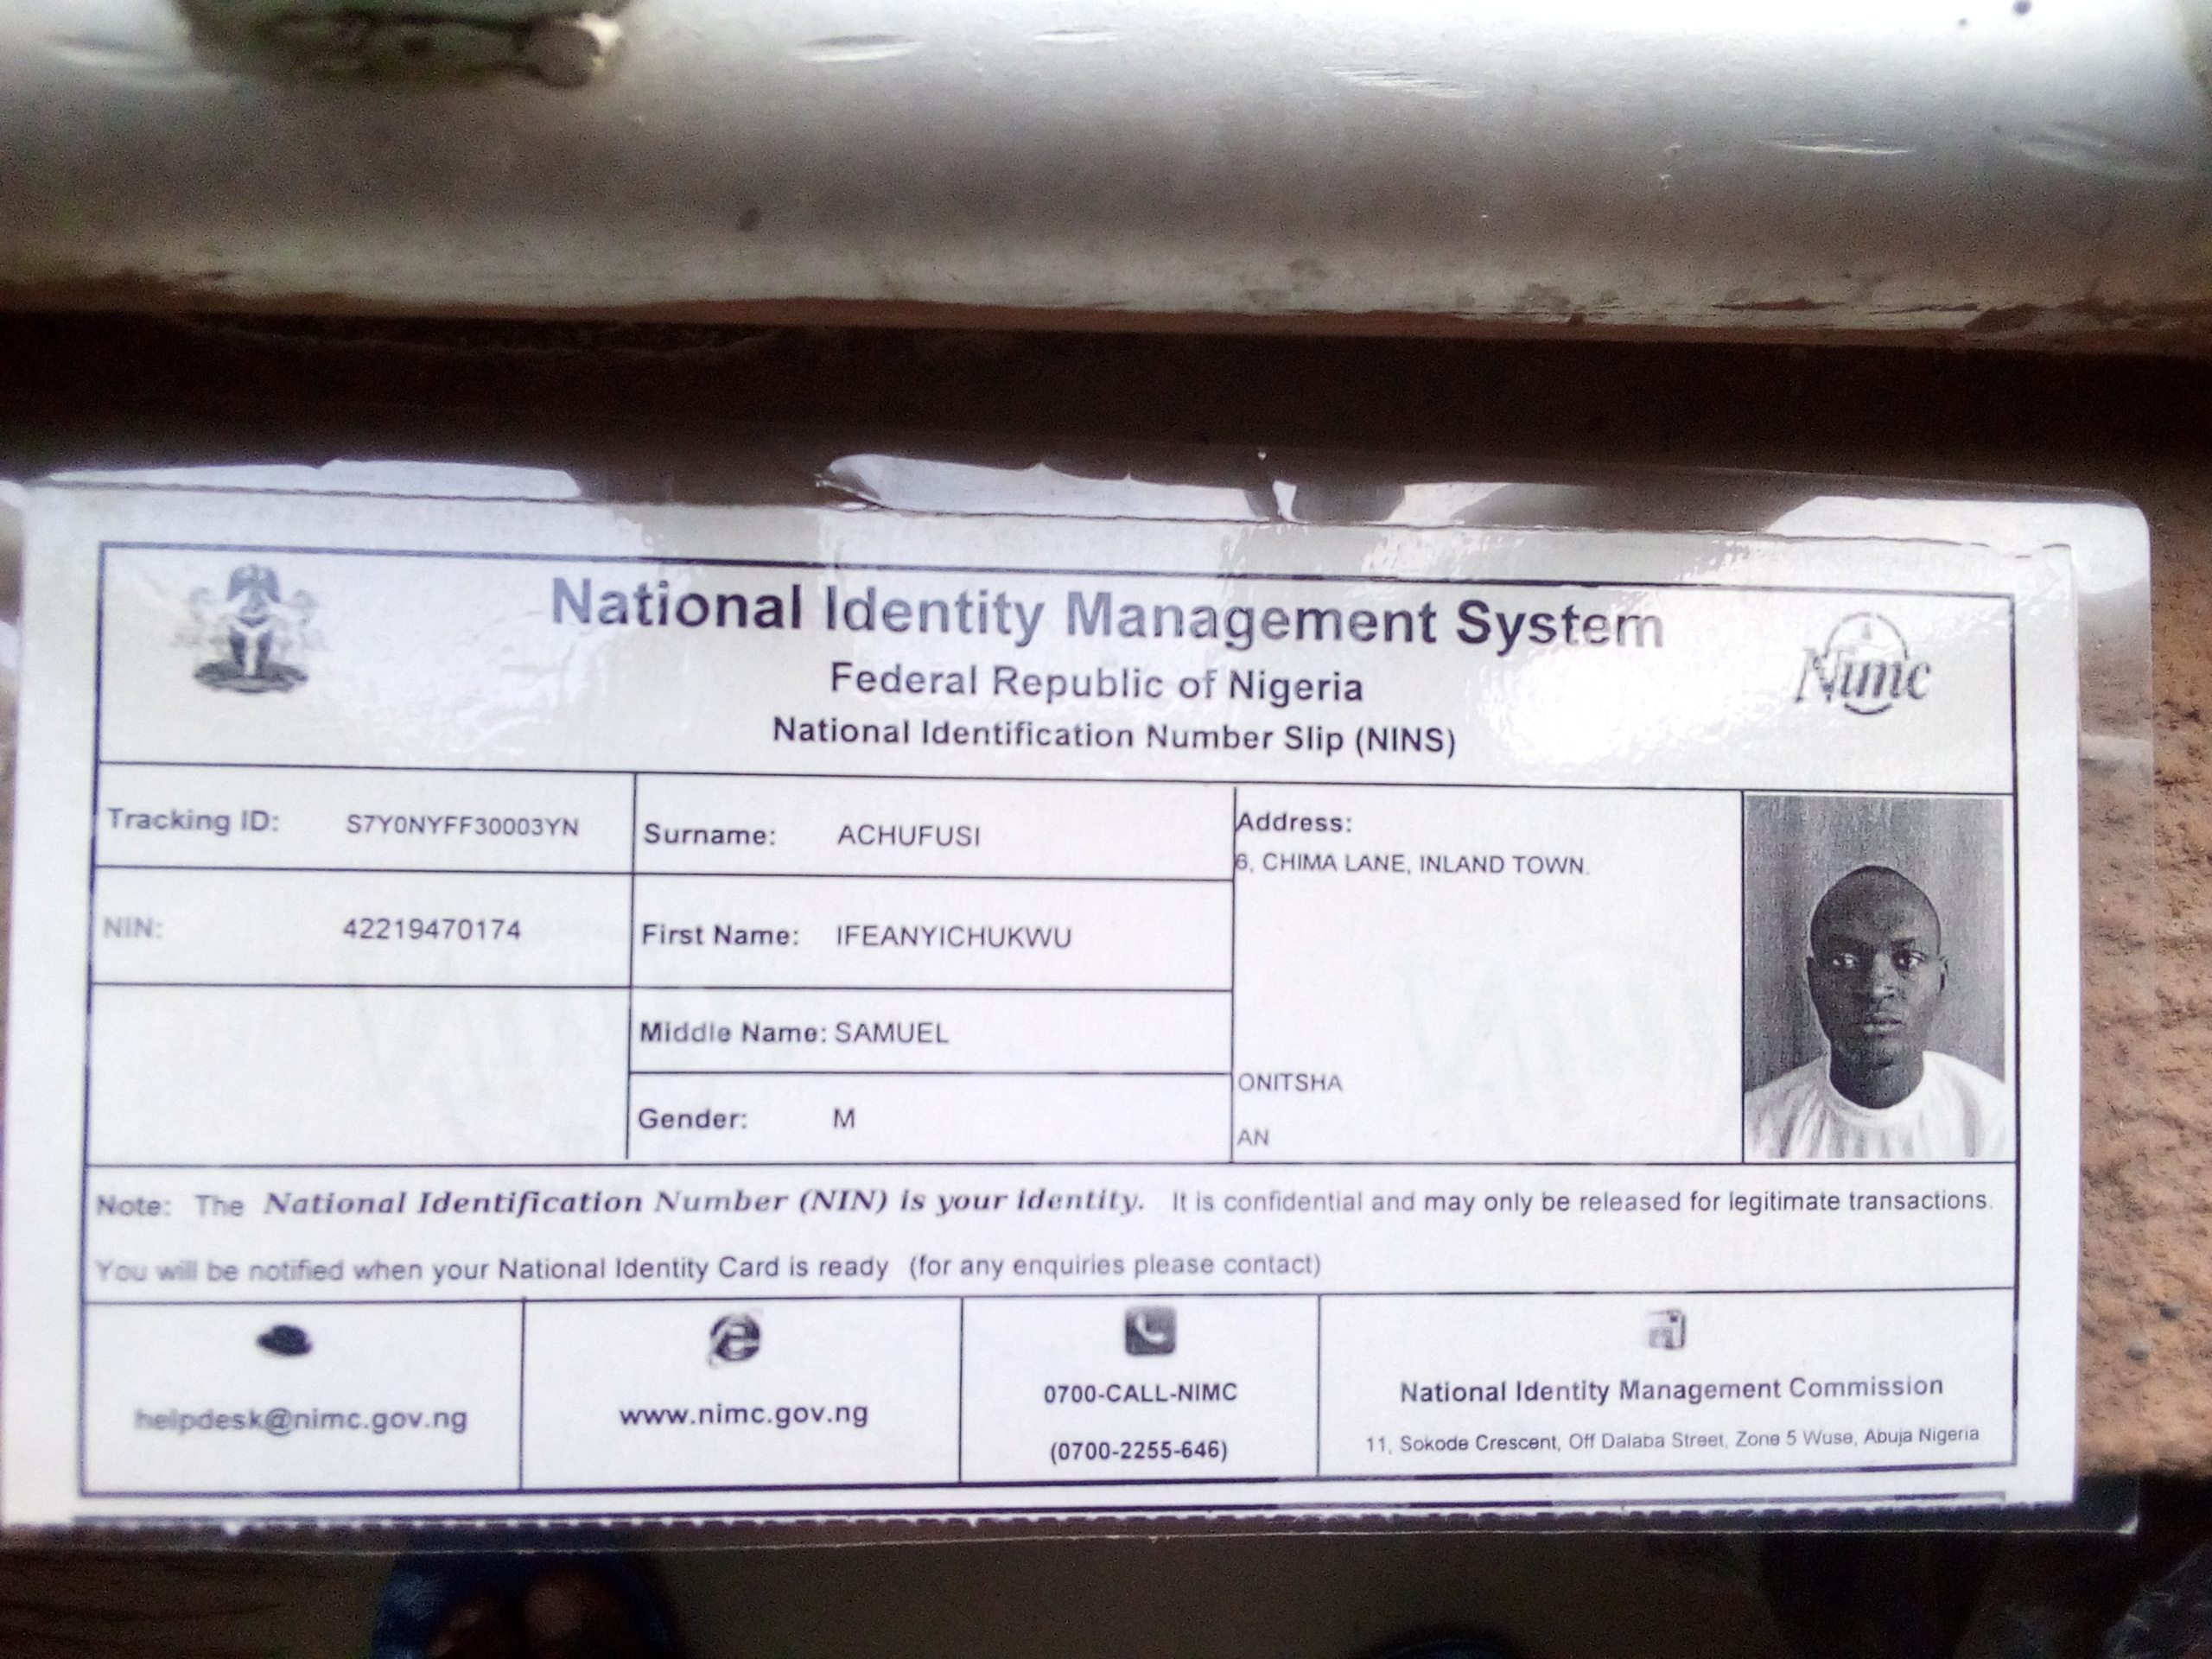 National Identity Management System
Federal Republic of Nigeria
National Identification Number Slip (NINS)
Nimc
Tracking ID: S7Y0NYFF30003YN
Surname: ACHUFUSI
Address:
6, CHIMA LANE, INLAND TOWN.
NIN: 42219470174
First Name: IFEANYICHUKWU
Middle Name: SAMUEL
ONITSHA
Gender: M
AN
Note: The National Identification Number (NIN) is your identity. It is confidential and may only be released for legitimate transactions.
You will be notified when your National Identity Card is ready (for any enquiries please contact)
helpdesk@nimc.gov.ng
www.nimc.gov.ng
0700-CALL-NIMC
(0700-2255-646)
National Identity Management Commission
11, Sokode Crescent, Off Dalaba Street, Zone 5 Wuse, Abuja Nigeria